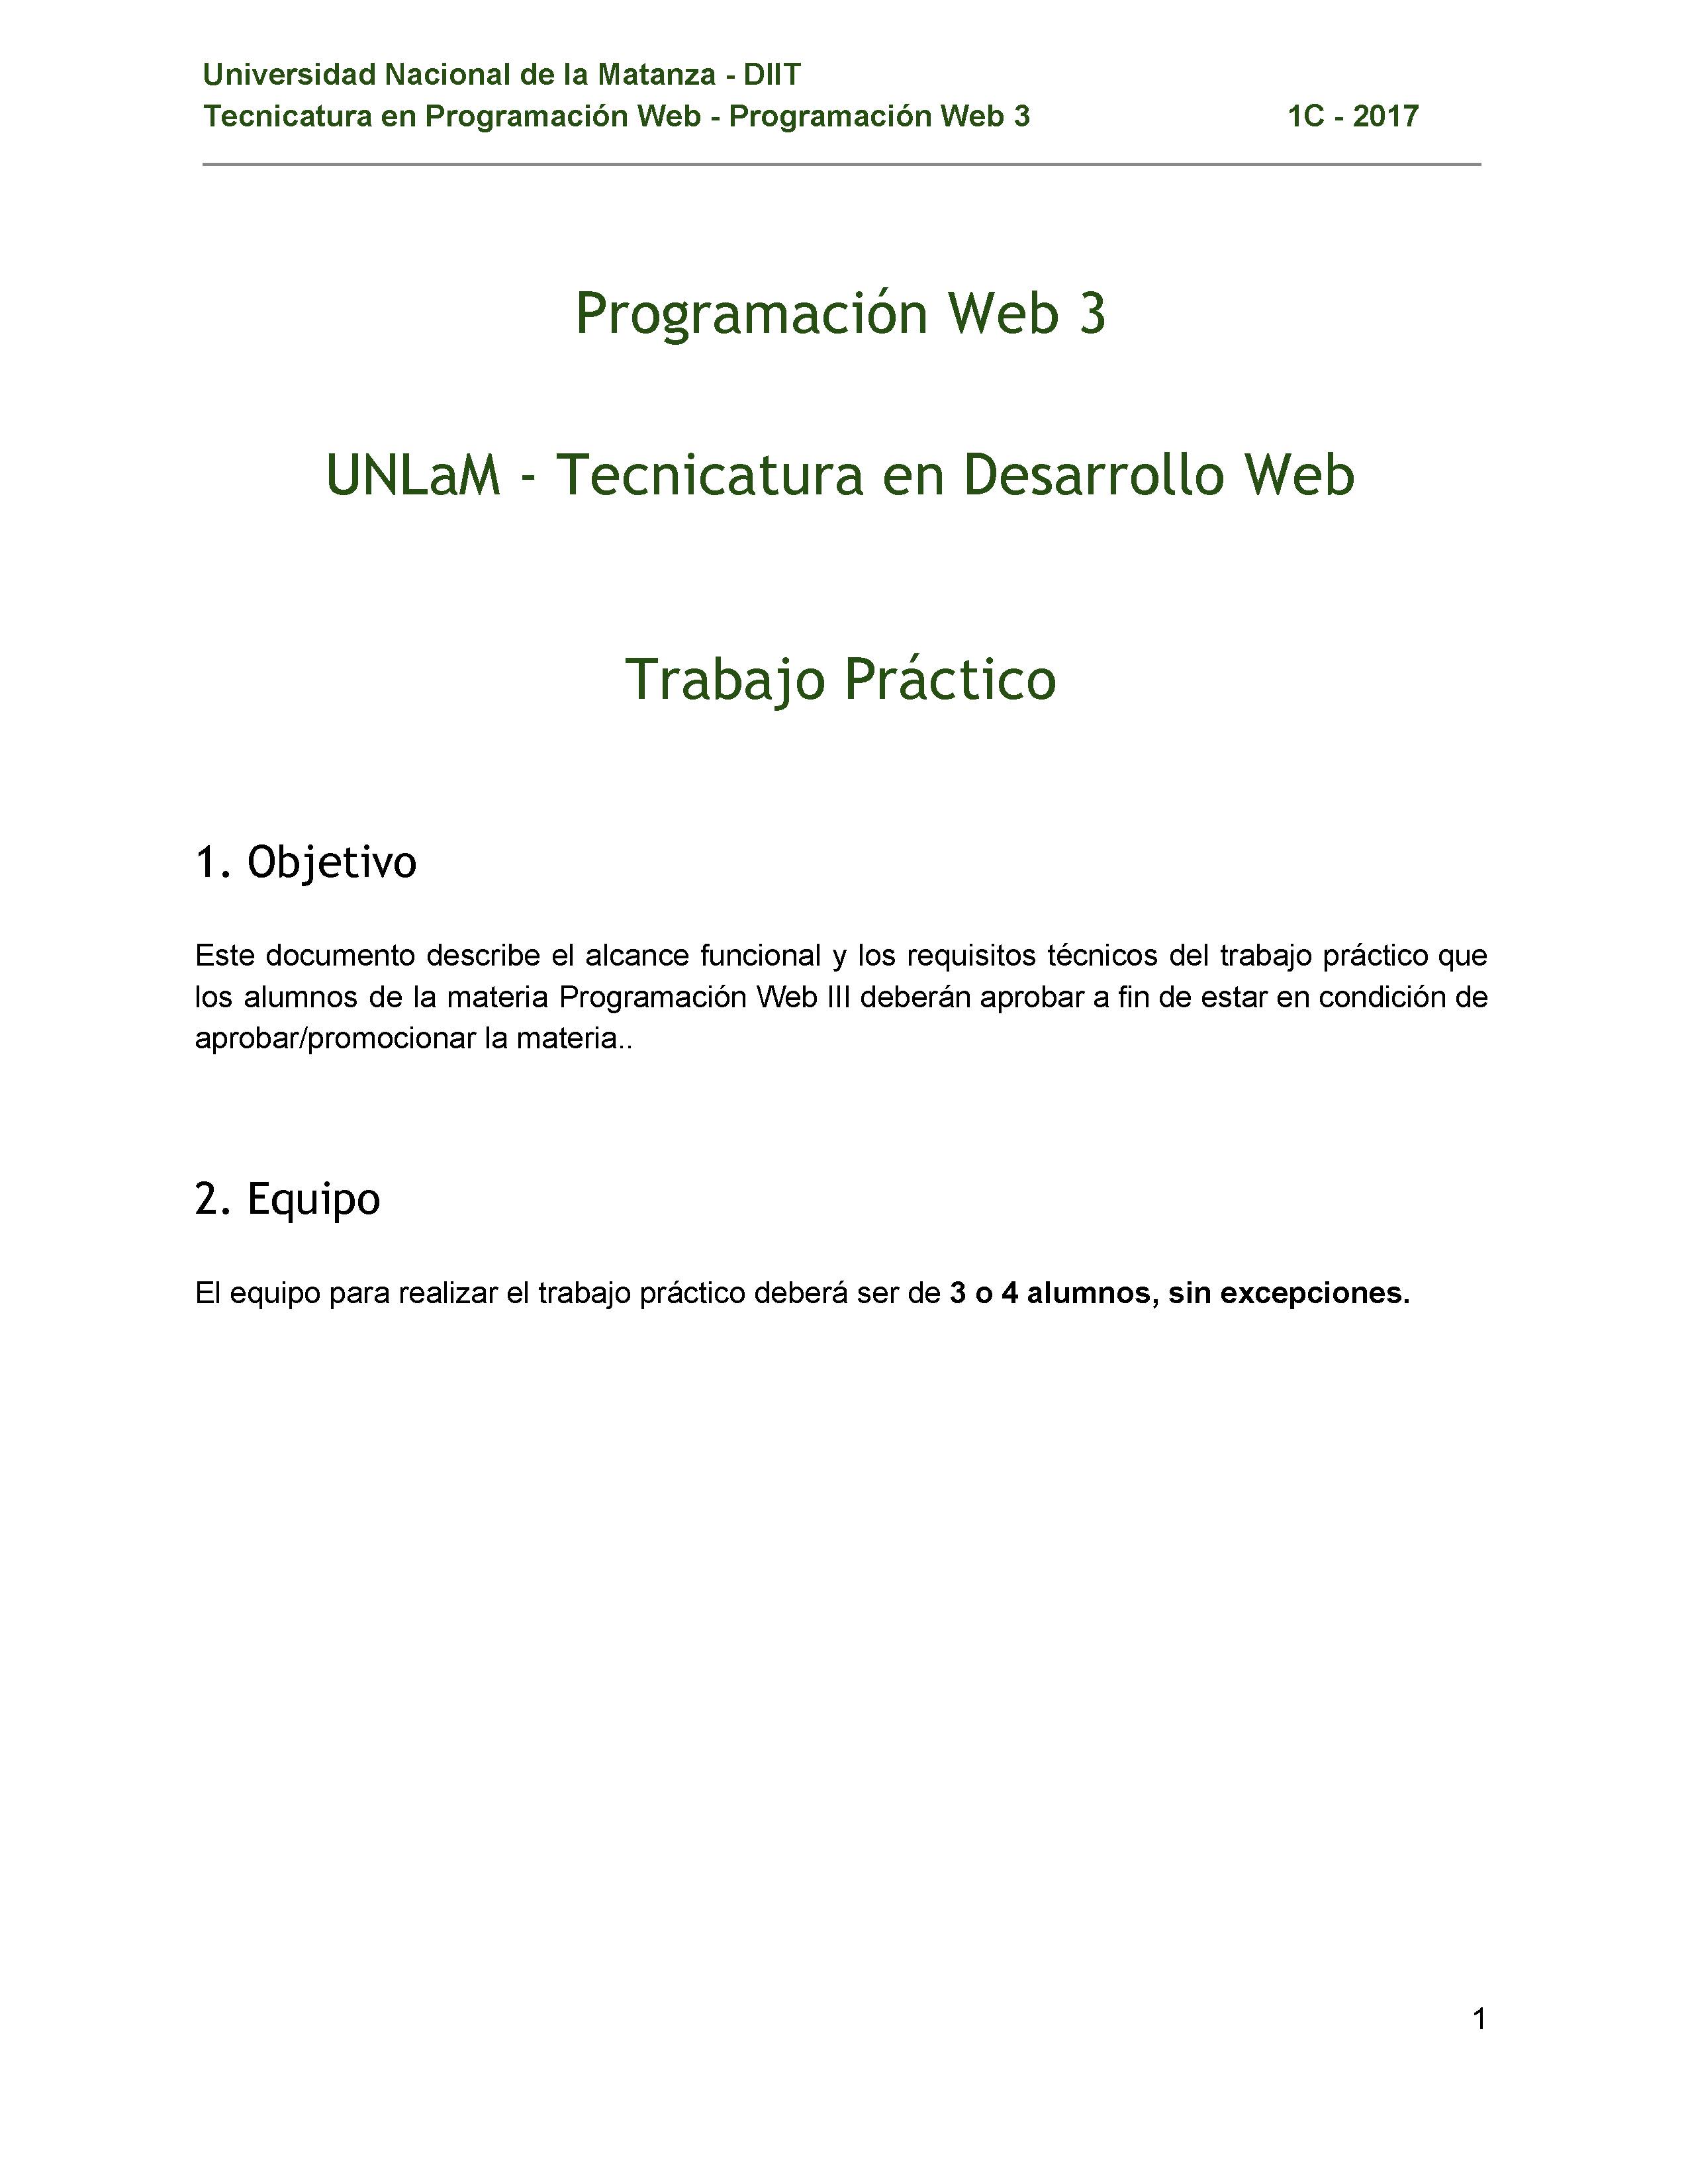 Universidad Nacional de la Matanza - DIIT
Tecnicatura en Programación Web - Programación Web 3 1C - 2017
Programación Web 3
UNLaM - Tecnicatura en Desarrollo Web
Trabajo Práctico
1. Objetivo
Este documento describe el alcance funcional y los requisitos técnicos del trabajo práctico que
los alumnos de la materia Programación Web III deberán aprobar a fin de estar en condición de
aprobar/promocionar la materia..
2. Equipo
El equipo para realizar el trabajo práctico deberá ser de 3 o 4 alumnos, sin excepciones.
1